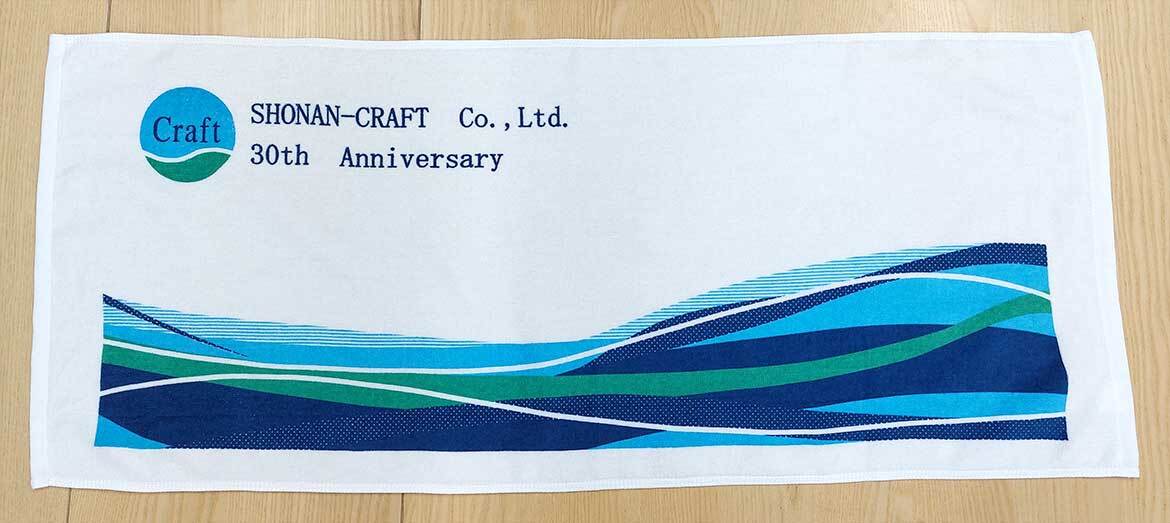 Craft
SHONAN-CRAFT Co.,Ltd.
30th Anniversary